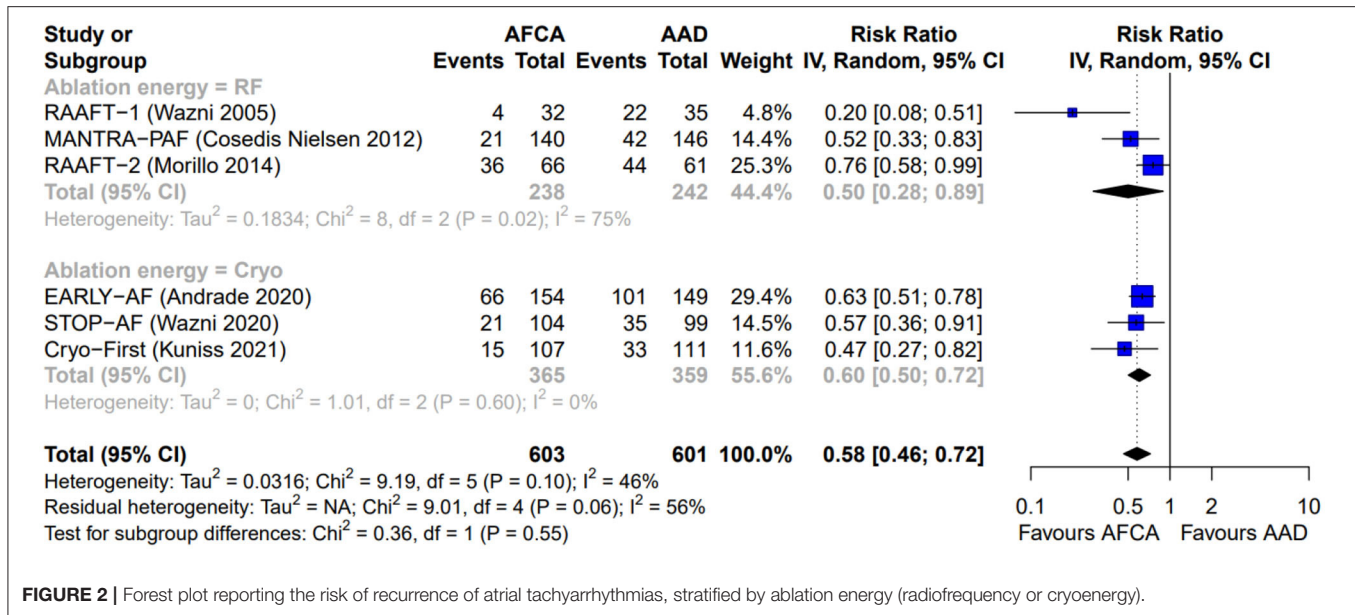 Study or AFCA AAD Risk Ratio Risk Ratio
Subgroup Events Total Events Total Weight IV, Random, 95% CI IV, Random, 95% CI
Ablation energy = RF
RAAFT−1 (Wazni 2005) 4 32 22 35 4.8% 0.20 [0.08; 0.51]
MANTRA−PAF (Cosedis Nielsen 2012) 21 140 42 146 14.4% 0.52 [0.33; 0.83]
RAAFT−2 (Morillo 2014) 36 66 44 61 25.3% 0.76 [0.58; 0.99]
Total (95% CI) 238 242 44.4% 0.50 [0.28; 0.89]
Heterogeneity: Tau² = 0.1834; Chi² = 8, df = 2 (P = 0.02); I² = 75%
Ablation energy = Cryo
EARLY−AF (Andrade 2020) 66 154 101 149 29.4% 0.63 [0.51; 0.78]
STOP−AF (Wazni 2020) 21 104 35 99 14.5% 0.57 [0.36; 0.91]
Cryo−First (Kuniss 2021) 15 107 33 111 11.6% 0.47 [0.27; 0.82]
Total (95% CI) 365 359 55.6% 0.60 [0.50; 0.72]
Heterogeneity: Tau² = 0; Chi² = 1.01, df = 2 (P = 0.60); I² = 0%
Total (95% CI) 603 601 100.0% 0.58 [0.46; 0.72]
Heterogeneity: Tau² = 0.0316; Chi² = 9.19, df = 5 (P = 0.10); I² = 46%
Residual heterogeneity: Tau² = NA; Chi² = 9.01, df = 4 (P = 0.06); I² = 56%
Test for subgroup differences: Chi² = 0.36, df = 1 (P = 0.55)
0.1 0.5 1 2 10
Favours AFCA Favours AAD
FIGURE 2 | Forest plot reporting the risk of recurrence of atrial tachyarrhythmias, stratified by ablation energy (radiofrequency or cryoenergy).